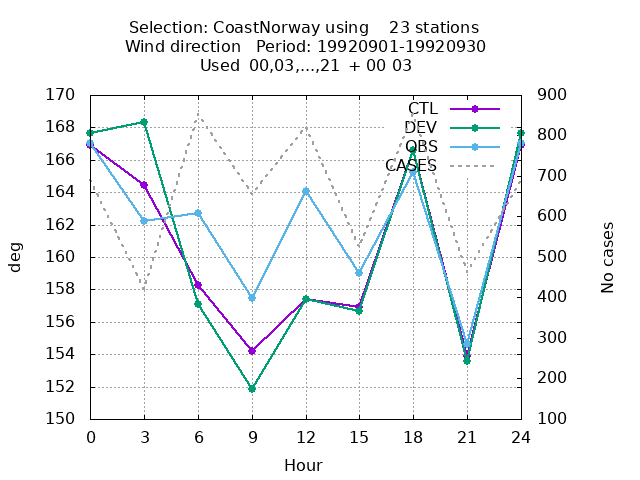 Selection: CoastNorway using    23 stations
Wind direction   Period: 19920901-19920930
Used  00,03,...,21  + 00 03
170
168
166
164
162
160
158
156
154
152
150
deg
CTL
DEV
OBS
CASES
900
800
700
600
500
400
300
200
100
No cases
0 3 6 9 12 15 18 21 24
Hour